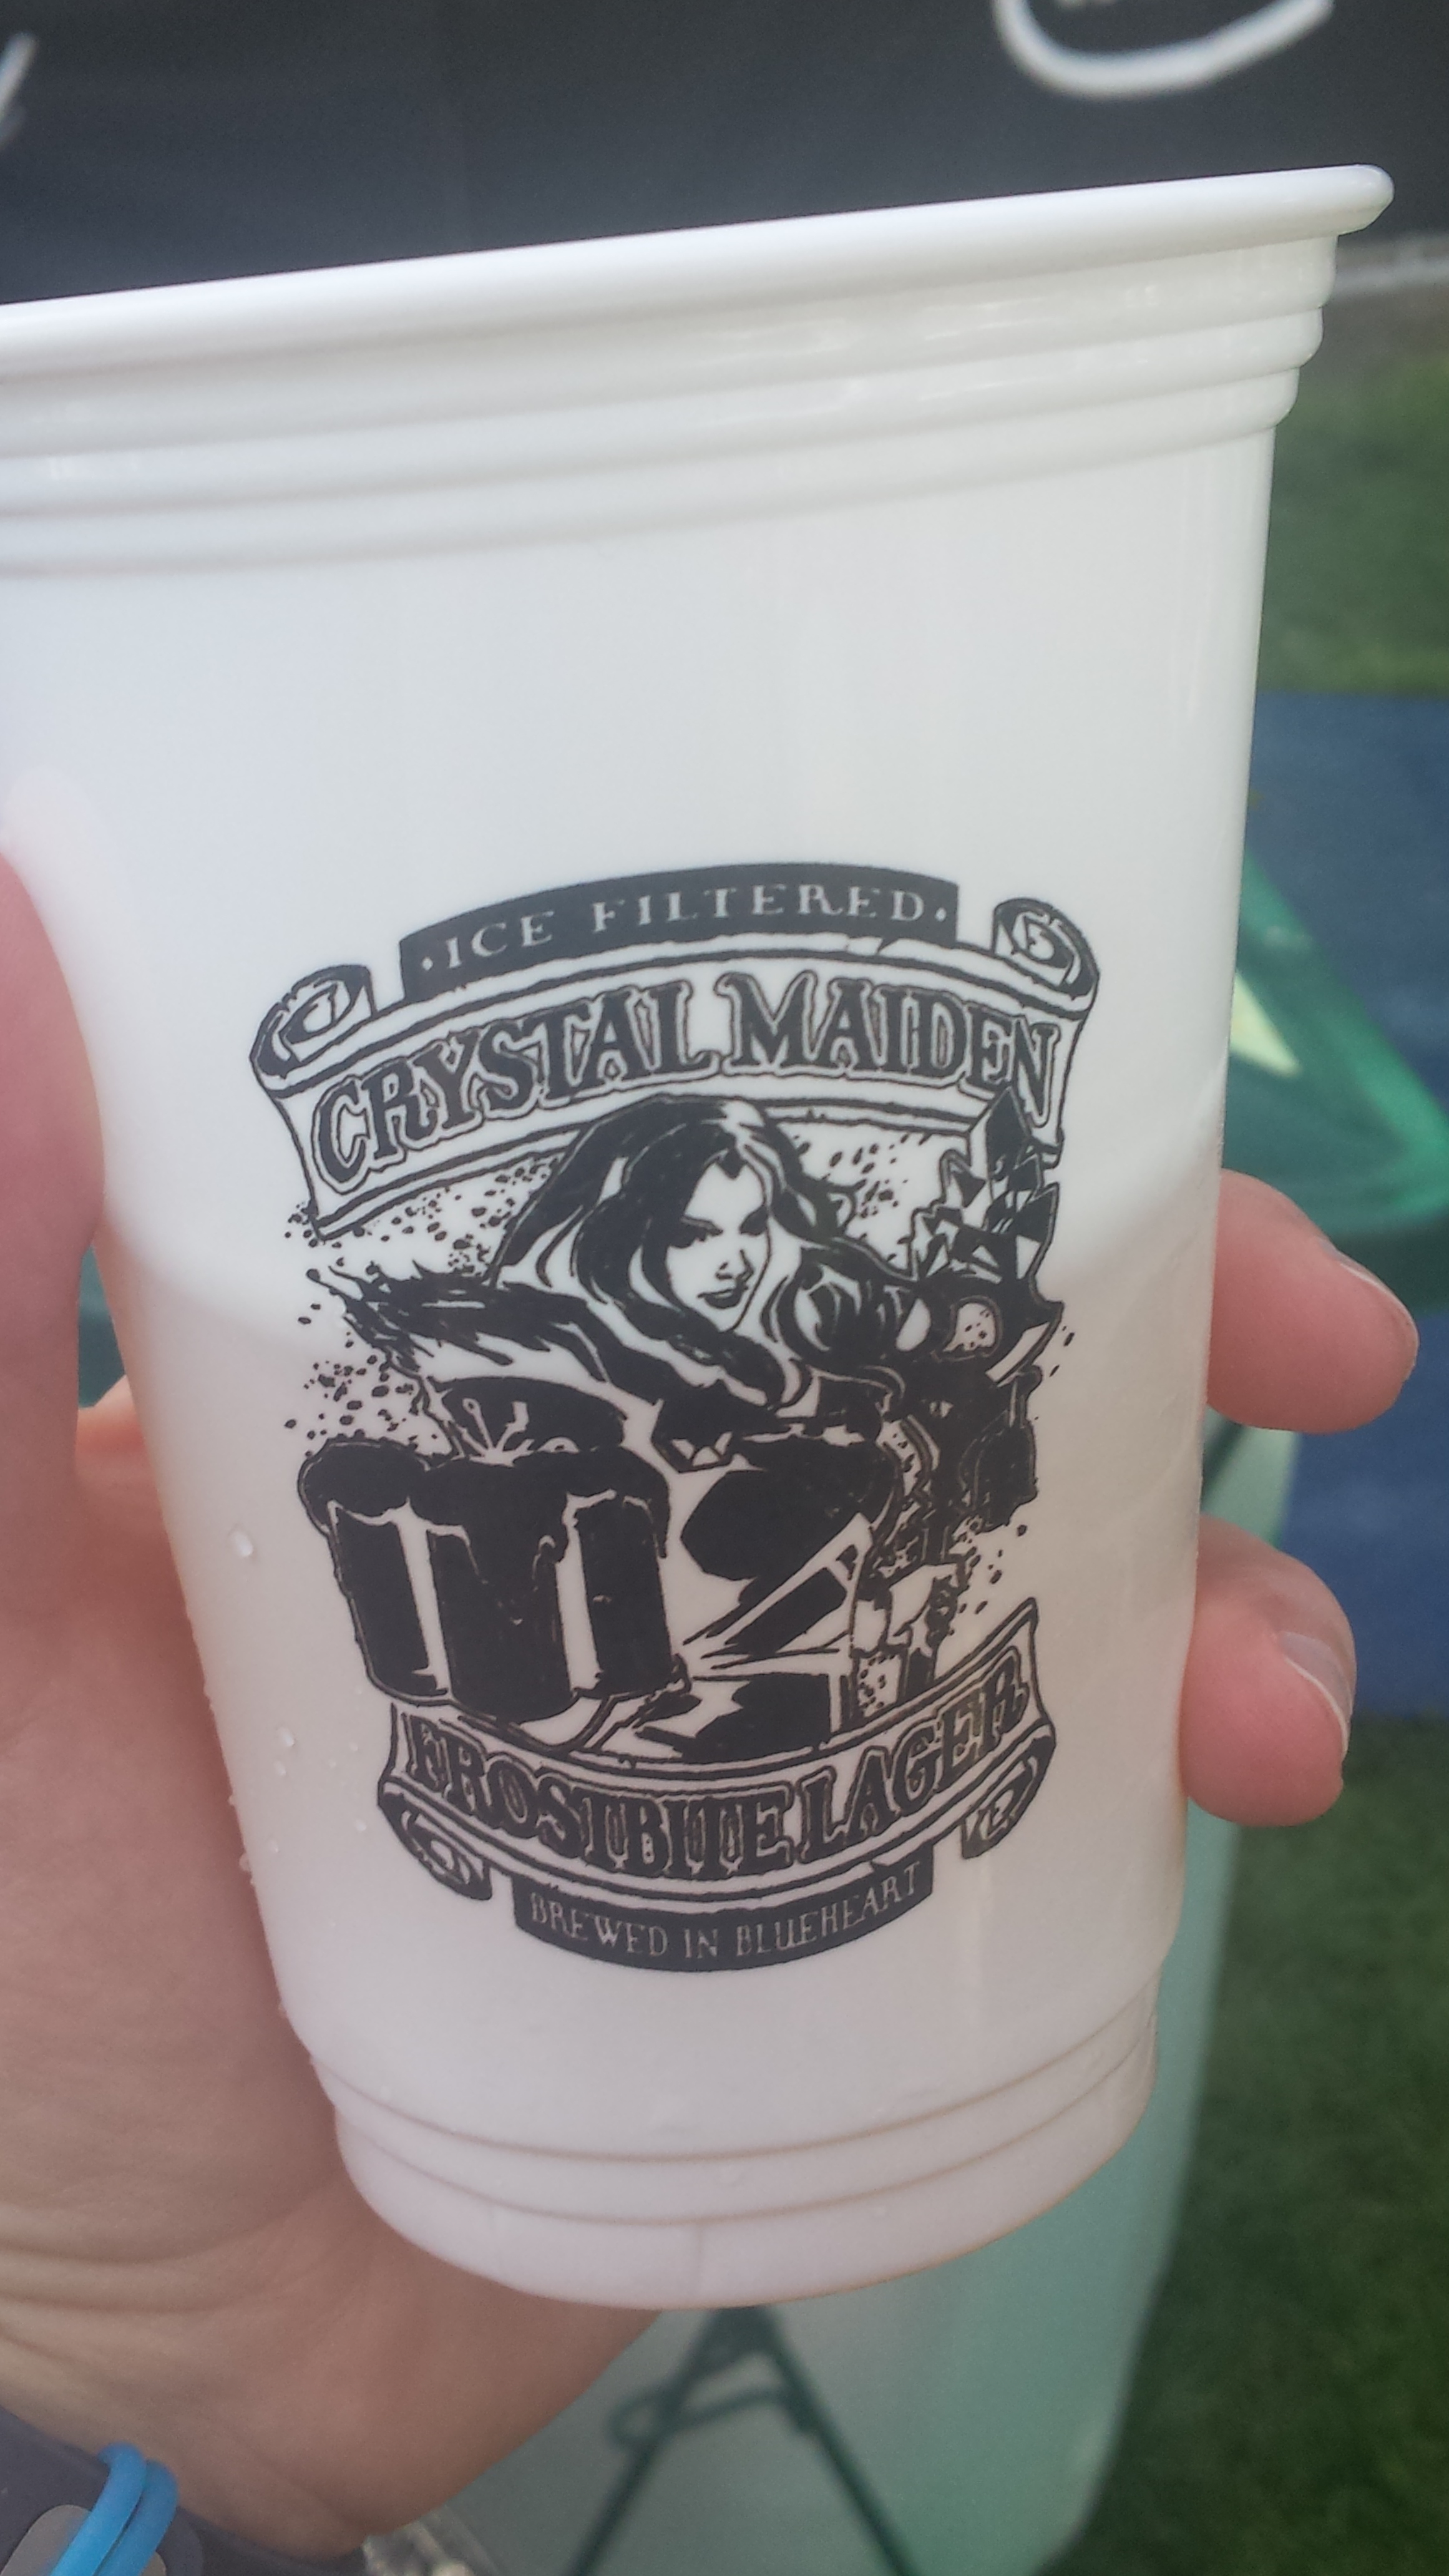 ·ICE FILTERED·
CRYSTAL MAIDEN
FROSTBITE LAGER
BREWED IN BLUEHEART